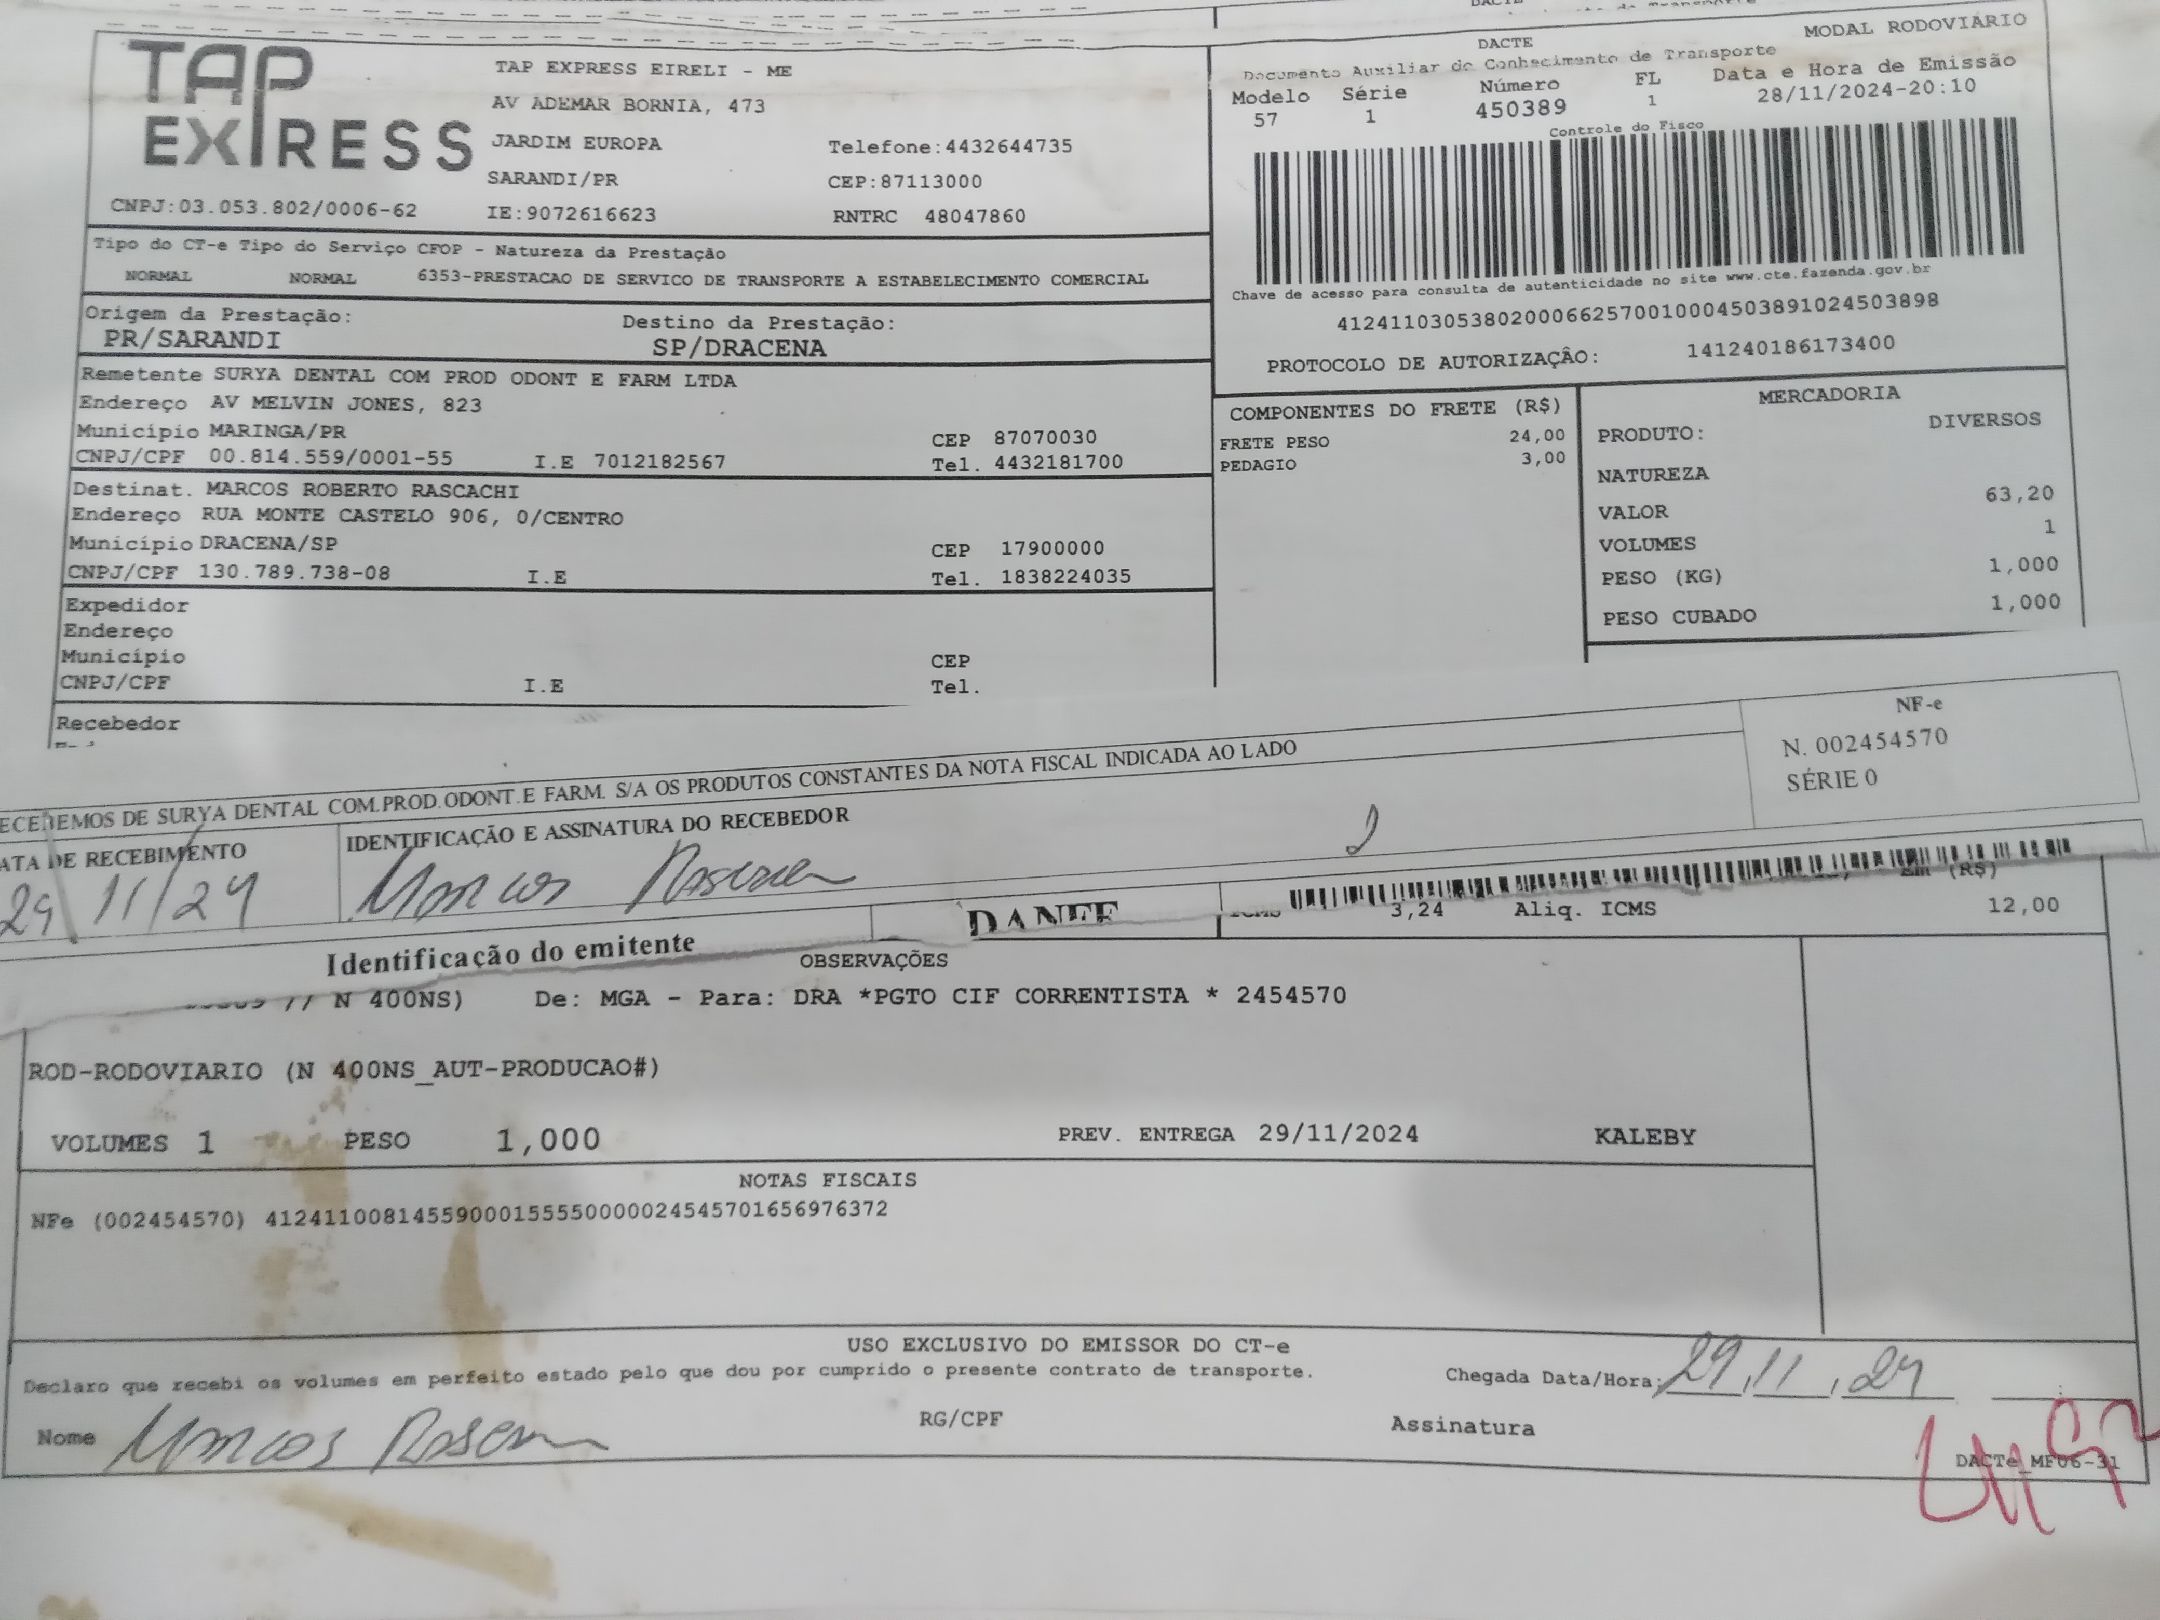 DACTE
TAP EXPRESS
TAP EXPRESS EIRELI - ME
AV ADEMAR BORNIA, 473
JARDIM EUROPA
Telefone:4432644735
SARANDI/PR
CEP:87113000
CNPJ:03.053.802/0006-62
IE:9072616623
RNTRC 48047860
DACTE
MODAL RODOVIÁRIO
Documento Auxiliar do Conhecimento de Transporte
Modelo Série Número FL Data e Hora de Emissão
57 1 450389 1 28/11/2024-20:10
Controle do Fisco
Chave de acesso para consulta de autenticidade no site www.cte.fazenda.gov.br
41241103053802000662570010004503891024503898
PROTOCOLO DE AUTORIZAÇÃO: 141240186173400
Tipo do CT-e Tipo do Serviço CFOP - Natureza da Prestação
NORMAL NORMAL 6353-PRESTACAO DE SERVICO DE TRANSPORTE A ESTABELECIMENTO COMERCIAL
Origem da Prestação: Destino da Prestação:
PR/SARANDI SP/DRACENA
Remetente SURYA DENTAL COM PROD ODONT E FARM LTDA
Endereço AV MELVIN JONES, 823
Município MARINGA/PR CEP 87070030
CNPJ/CPF 00.814.559/0001-55 I.E 7012182567 Tel. 4432181700
Destinat. MARCOS ROBERTO RASCACHI
Endereço RUA MONTE CASTELO 906, 0/CENTRO
Município DRACENA/SP CEP 17900000
CNPJ/CPF 130.789.738-08 I.E Tel. 1838224035
Expedidor
Endereço
Município CEP
CNPJ/CPF I.E Tel.
Recebedor
COMPONENTES DO FRETE (R$)
FRETE PESO 24,00
PEDAGIO 3,00
MERCADORIA
PRODUTO: DIVERSOS
NATUREZA
VALOR 63,20
VOLUMES 1
PESO (KG) 1,000
PESO CUBADO 1,000
ECEBEMOS DE SURYA DENTAL COM.PROD.ODONT.E FARM. S/A OS PRODUTOS CONSTANTES DA NOTA FISCAL INDICADA AO LADO
NF-e
N. 002454570
SÉRIE 0
ATA DE RECEBIMENTO
29/11/24
IDENTIFICAÇÃO E ASSINATURA DO RECEBEDOR
Marcos
Identificação do emitente
DANFE
ICMS 3,24 Aliq. ICMS 12,00
(R$)
OBSERVAÇÕES
N 400NS) De: MGA - Para: DRA *PGTO CIF CORRENTISTA * 2454570
ROD-RODOVIARIO (N 400NS_AUT-PRODUCAO#)
VOLUMES 1 PESO 1,000 PREV. ENTREGA 29/11/2024 KALEBY
NOTAS FISCAIS
NFe (002454570) 41241100814559000155550000024545701656976372
USO EXCLUSIVO DO EMISSOR DO CT-e
Declaro que recebi os volumes em perfeito estado pelo que dou por cumprido o presente contrato de transporte.
Chegada Data/Hora: 29,11,24
Nome Marcos RG/CPF Assinatura
DACTe_MF06-31